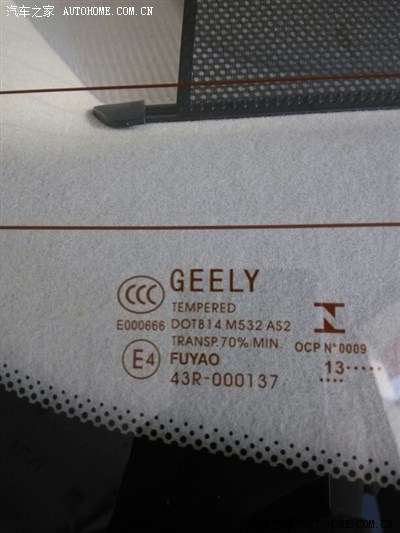 汽车之家 AUTOHOME.COM.CN
CCC GEELY
TEMPERED
E000666 DOT814 M532 AS2
TRANSP. 70% MIN. OCP N°0009
E4 FUYAO 13·····
43R-000137 ····